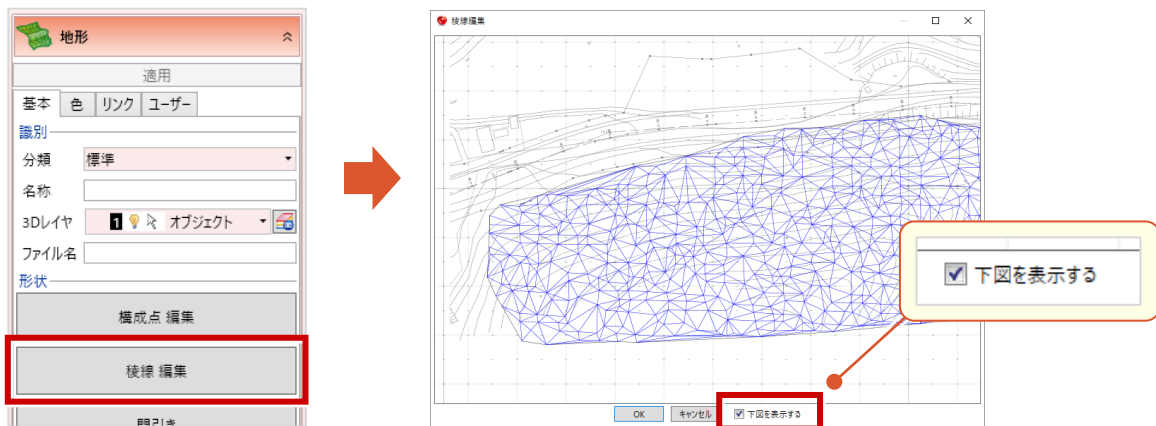 地形
適用
基本 色 リンク ユーザー
識別
分類 標準
名称
3Dレイヤ 1 オブジェクト
ファイル名
形状
構成点 編集
稜線 編集
間引き
稜線編集
OK キャンセル 下図を表示する
下図を表示する